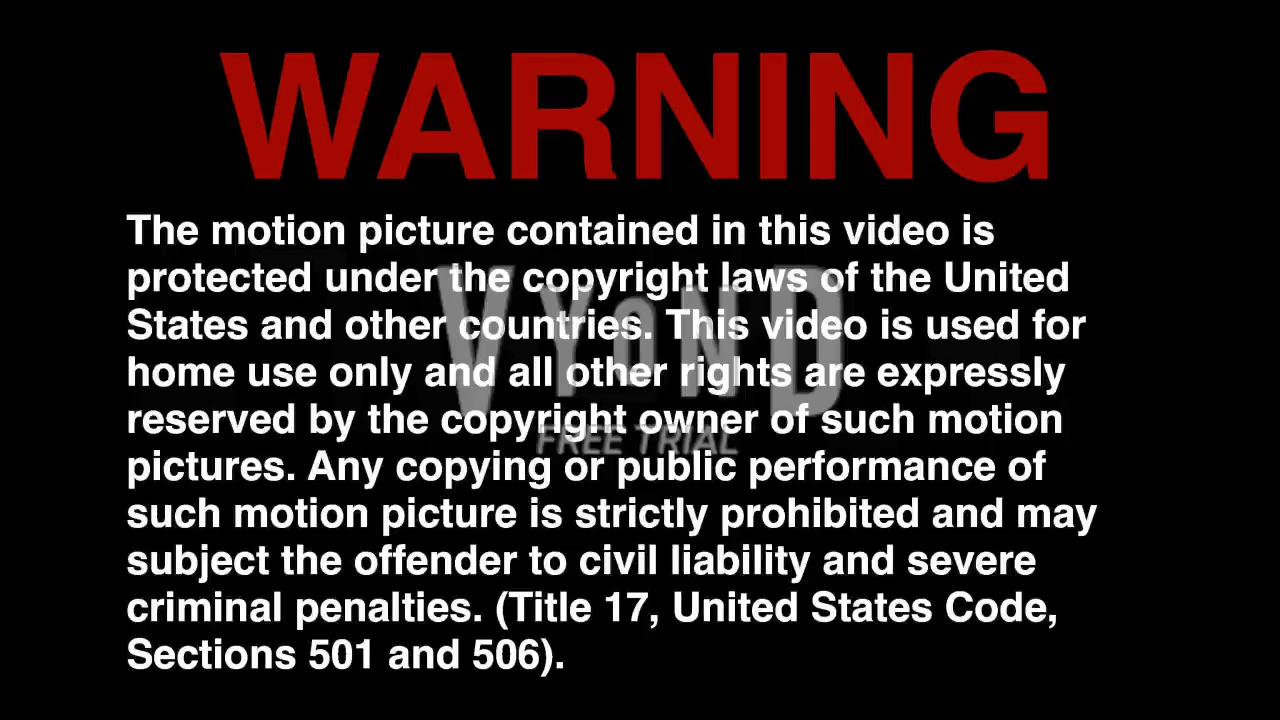 WARNING
The motion picture contained in this video is
protected under the copyright laws of the United
States and other countries. This video is used for
home use only and all other rights are expressly
reserved by the copyright owner of such motion
pictures. Any copying or public performance of
such motion picture is strictly prohibited and may
subject the offender to civil liability and severe
criminal penalties. (Title 17, United States Code,
Sections 501 and 506).
VYOND
FREE TRIAL